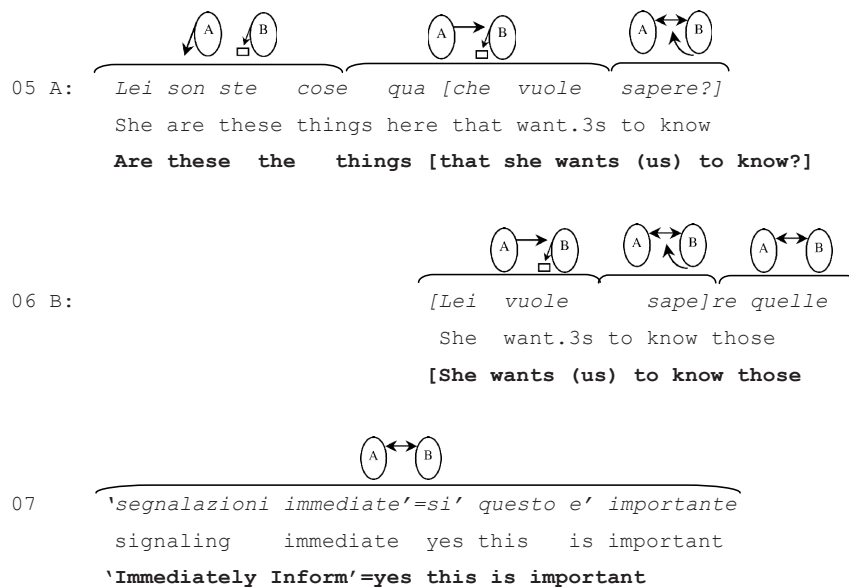 A B A B A B
05 A: Lei son ste cose qua [che vuole sapere?]
She are these things here that want.3s to know
Are these the things [that she wants (us) to know?]
A B A B A B
06 B: [Lei vuole sape]re quelle
She want.3s to know those
[She wants (us) to know those
A B
07 ‘segnalazioni immediate’=si’ questo e’ importante
signaling immediate yes this is important
‘Immediately Inform’=yes this is important